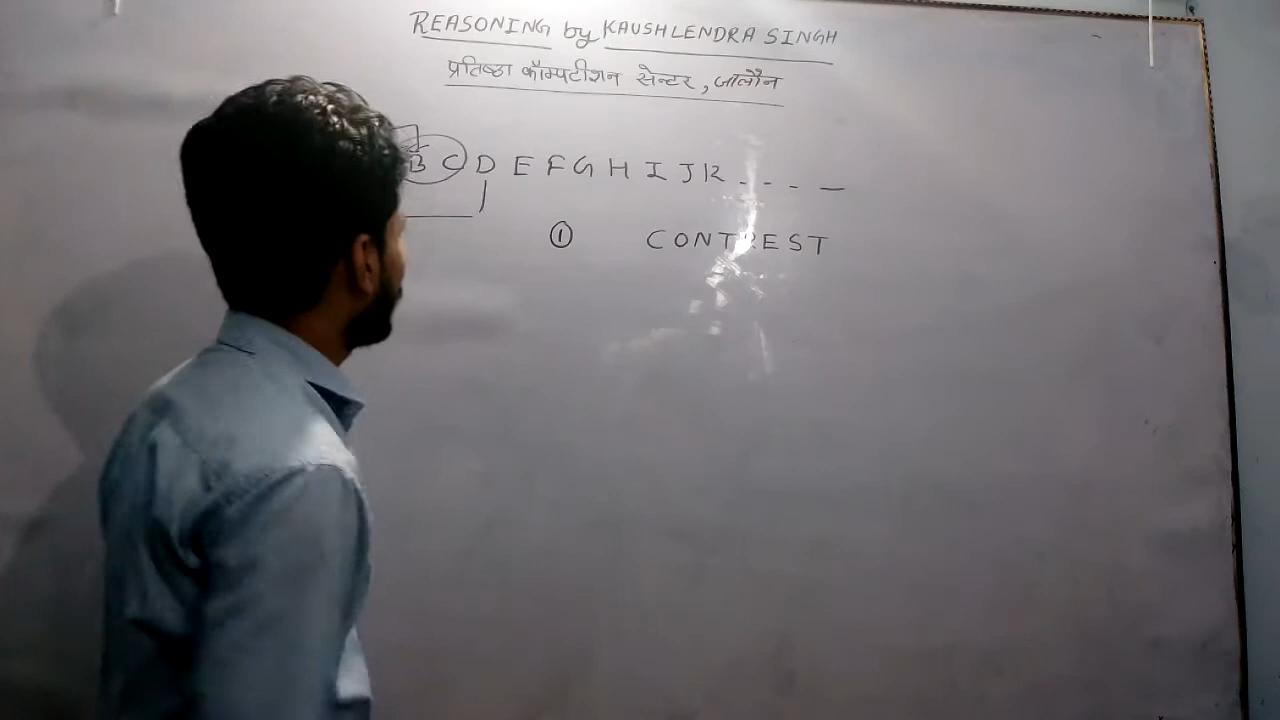 REASONING by KAUSHLENDRA SINGH
प्रतिष्ठा कॉम्पटीशन सेन्टर, जालौन
B C D E F G H I J K . . . . _
① CONTREST